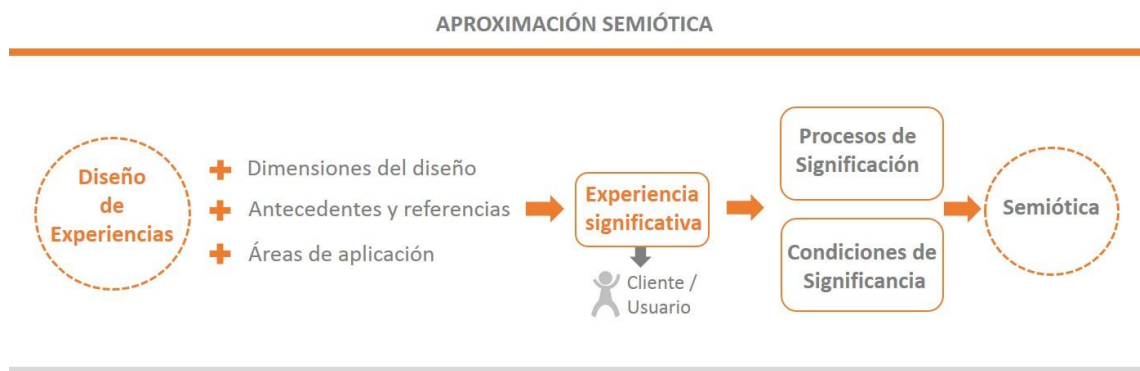 APROXIMACIÓN SEMIÓTICA
Diseño
de
Experiencias
Dimensiones del diseño
Antecedentes y referencias
Áreas de aplicación
Experiencia
significativa
Cliente /
Usuario
Procesos de
Significación
Condiciones de
Significancia
Semiótica